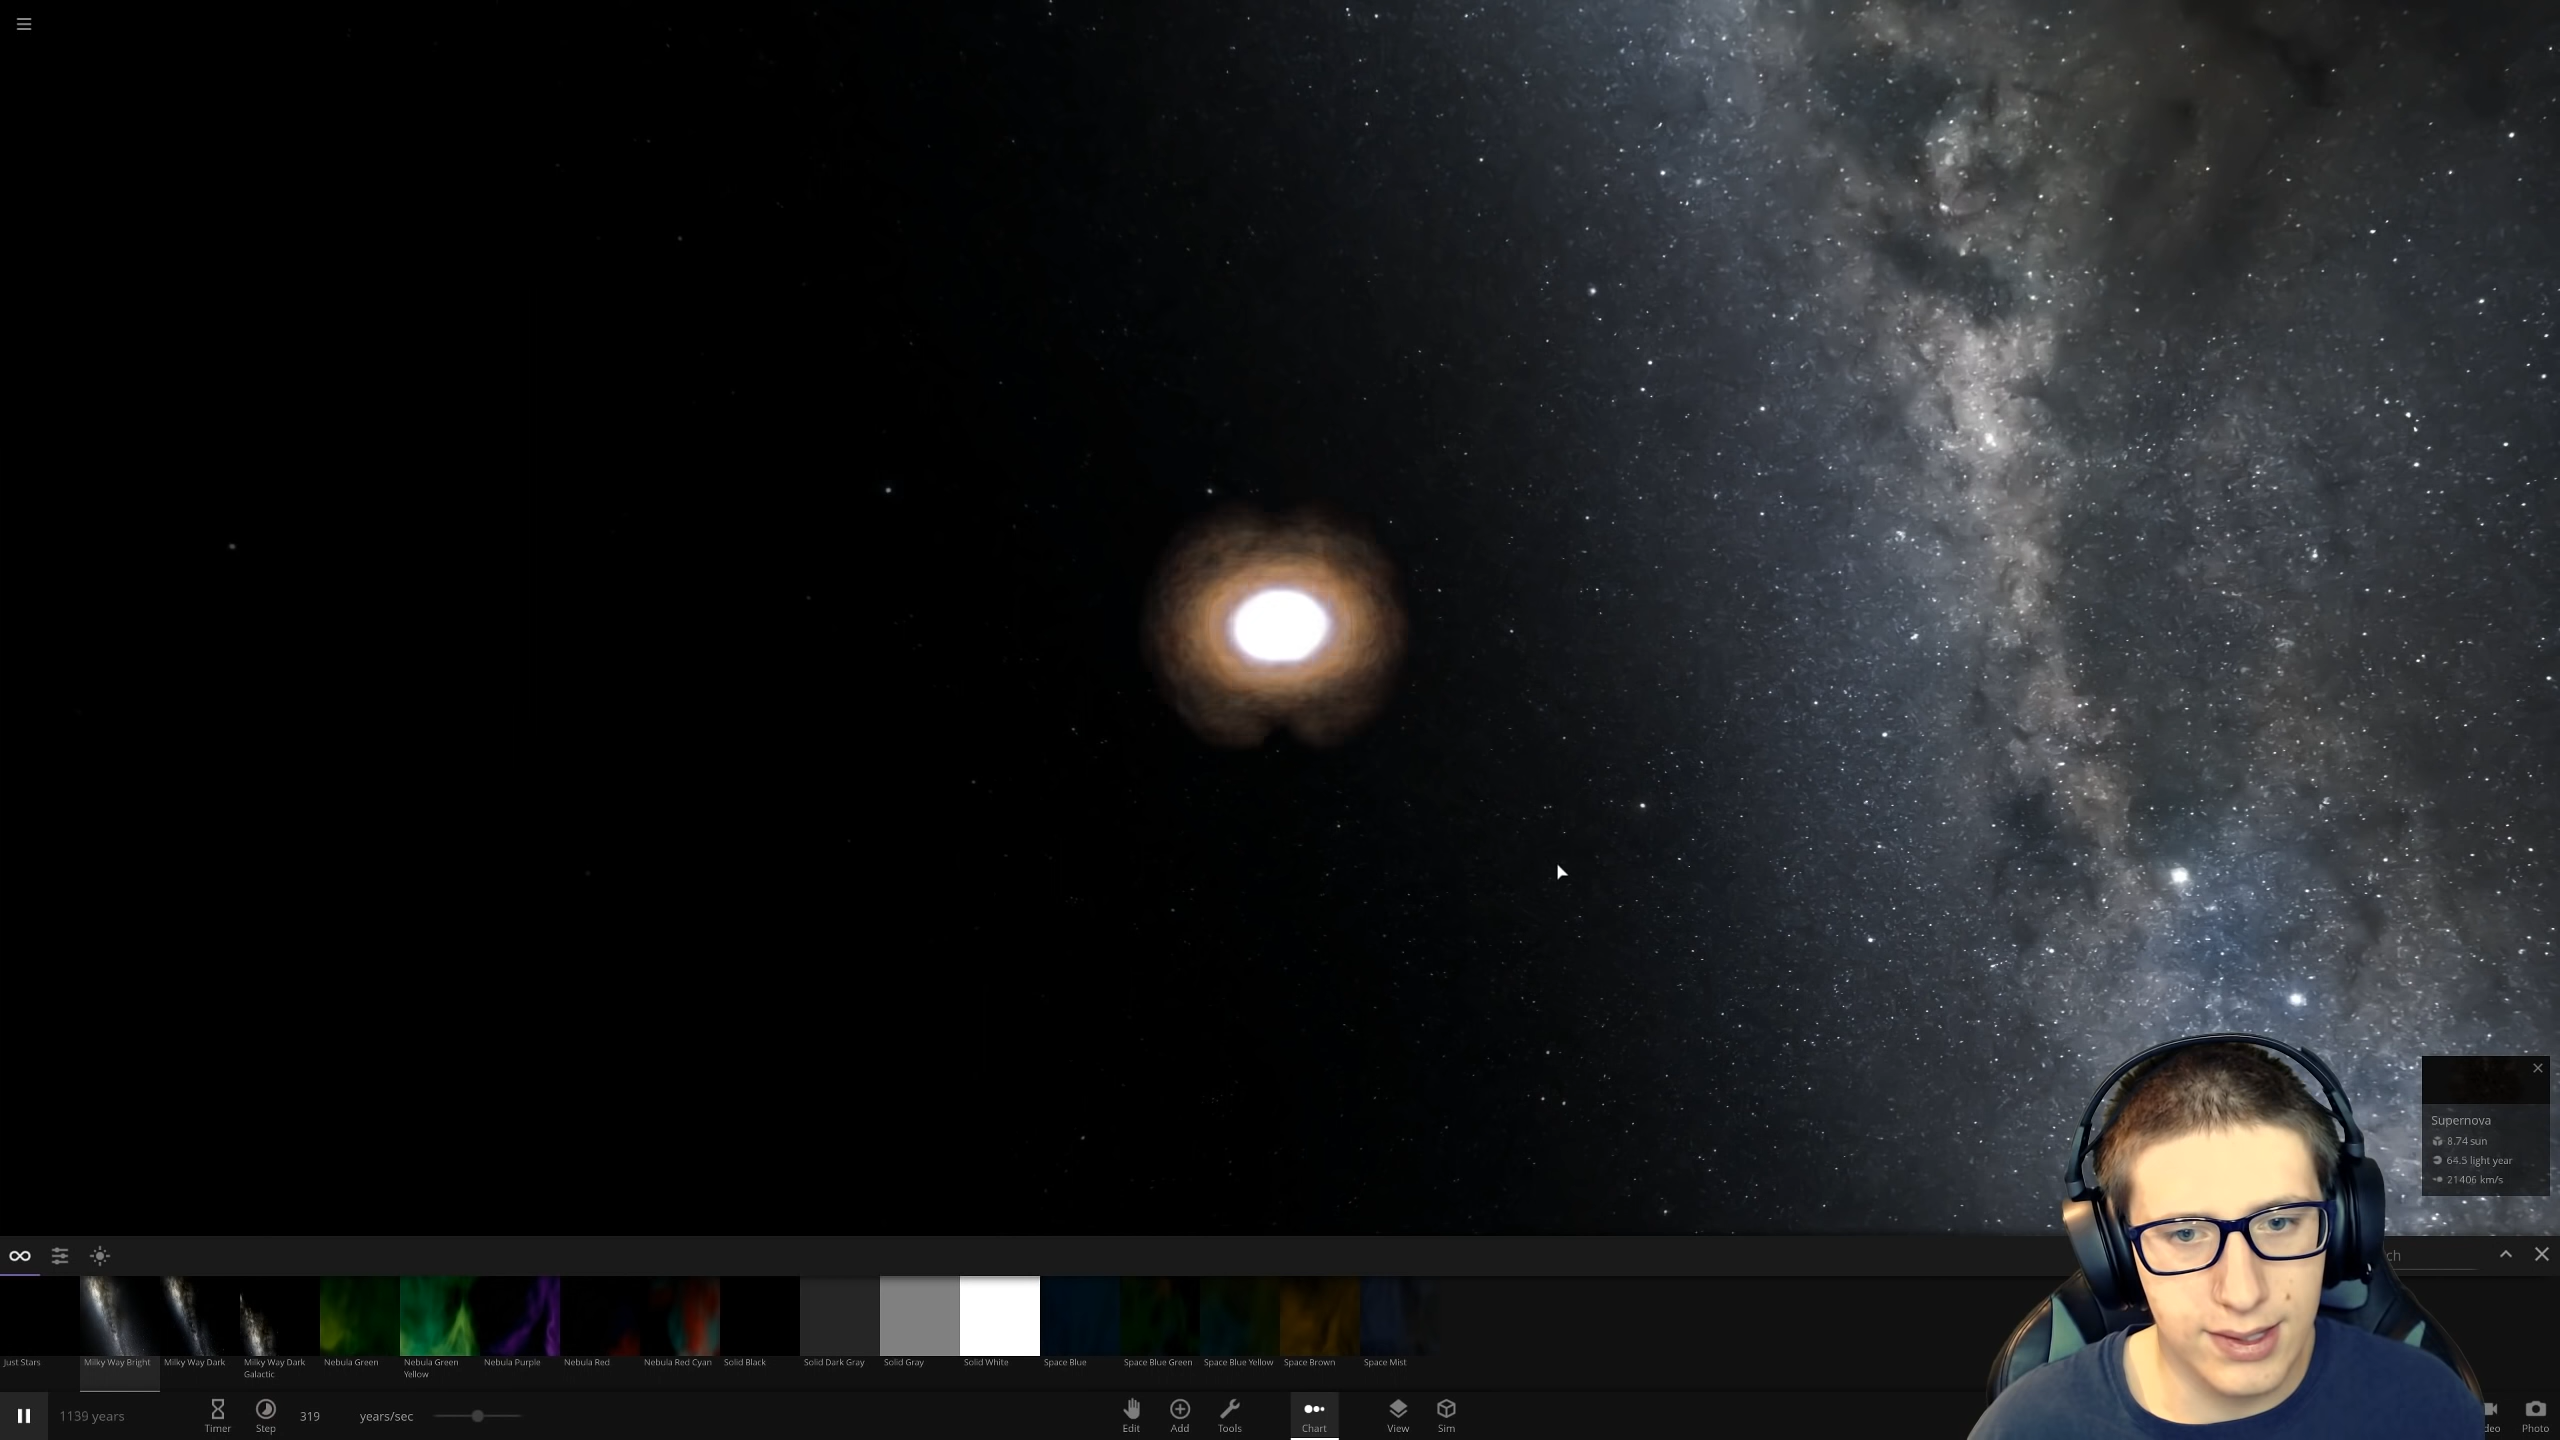 Supernova
8.74 sun
64.5 light year
21406 km/s
ch
Just Stars
Milky Way Bright
Milky Way Dark
Milky Way Dark
Galactic
Nebula Green
Nebula Green
Yellow
Nebula Purple
Nebula Red
Nebula Red Cyan
Solid Black
Solid Dark Gray
Solid Gray
Solid White
Space Blue
Space Blue Green
Space Blue Yellow
Space Brown
Space Mist
1139 years
Timer
Step
319 years/sec
Edit
Add
Tools
Chart
View
Sim
deo
Photo